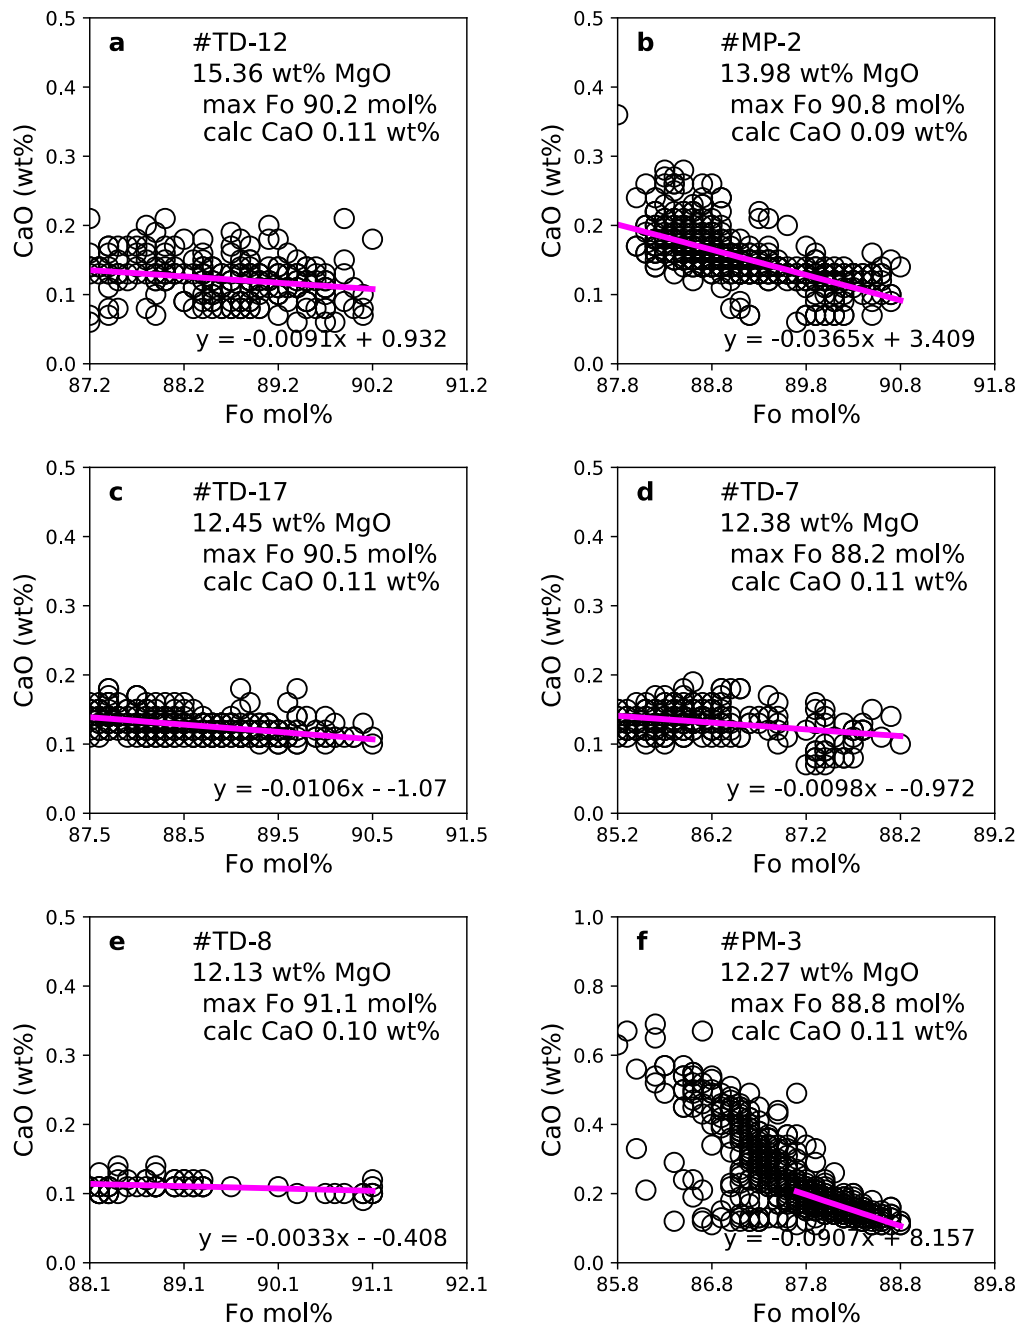 a #TD-12
15.36 wt% MgO
max Fo 90.2 mol%
calc CaO 0.11 wt%
y = -0.0091x + 0.932
CaO (wt%)
0.5
0.4
0.3
0.2
0.1
0.0
87.2 88.2 89.2 90.2 91.2
Fo mol%
b #MP-2
13.98 wt% MgO
max Fo 90.8 mol%
calc CaO 0.09 wt%
y = -0.0365x + 3.409
CaO (wt%)
0.5
0.4
0.3
0.2
0.1
0.0
87.8 88.8 89.8 90.8 91.8
Fo mol%
c #TD-17
12.45 wt% MgO
max Fo 90.5 mol%
calc CaO 0.11 wt%
y = -0.0106x - -1.07
CaO (wt%)
0.5
0.4
0.3
0.2
0.1
0.0
87.5 88.5 89.5 90.5 91.5
Fo mol%
d #TD-7
12.38 wt% MgO
max Fo 88.2 mol%
calc CaO 0.11 wt%
y = -0.0098x - -0.972
CaO (wt%)
0.5
0.4
0.3
0.2
0.1
0.0
85.2 86.2 87.2 88.2 89.2
Fo mol%
e #TD-8
12.13 wt% MgO
max Fo 91.1 mol%
calc CaO 0.10 wt%
y = -0.0033x - -0.408
CaO (wt%)
0.5
0.4
0.3
0.2
0.1
0.0
88.1 89.1 90.1 91.1 92.1
Fo mol%
f #PM-3
12.27 wt% MgO
max Fo 88.8 mol%
calc CaO 0.11 wt%
y = -0.0907x + 8.157
CaO (wt%)
1.0
0.8
0.6
0.4
0.2
0.0
85.8 86.8 87.8 88.8 89.8
Fo mol%